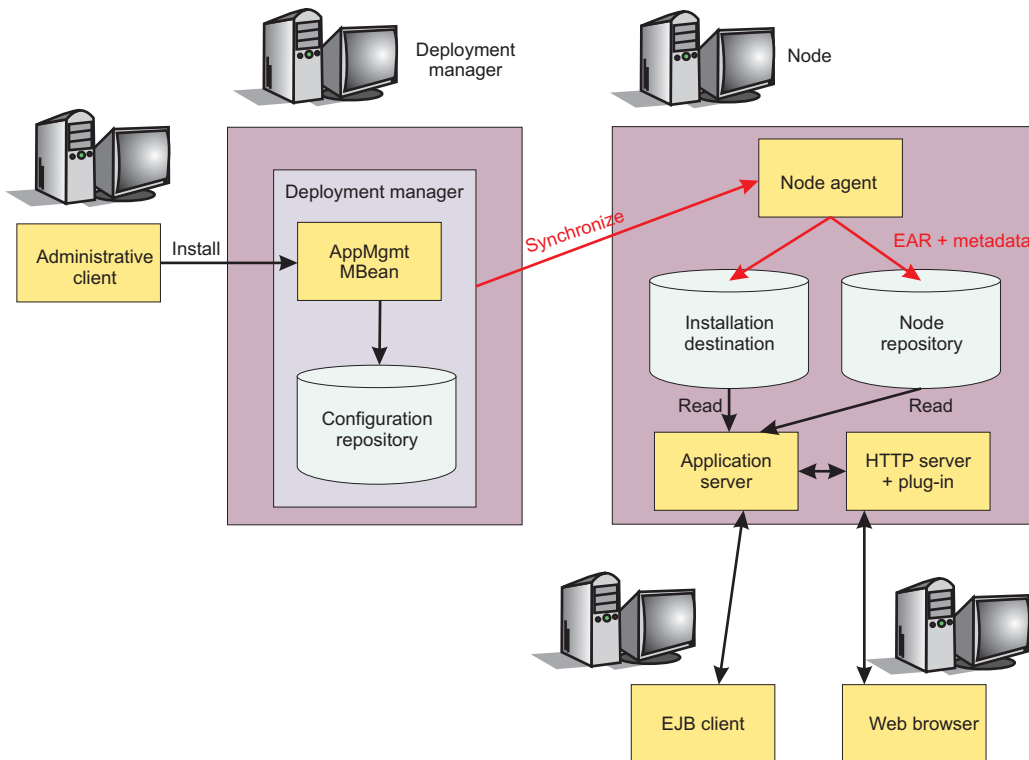 Deployment
manager
Node
Deployment manager
Node agent
Administrative
client
Install
AppMgmt
MBean
Synchronize
EAR + metadata
Installation
destination
Node
repository
Configuration
repository
Read
Read
Application
server
HTTP server
+ plug-in
EJB client
Web browser